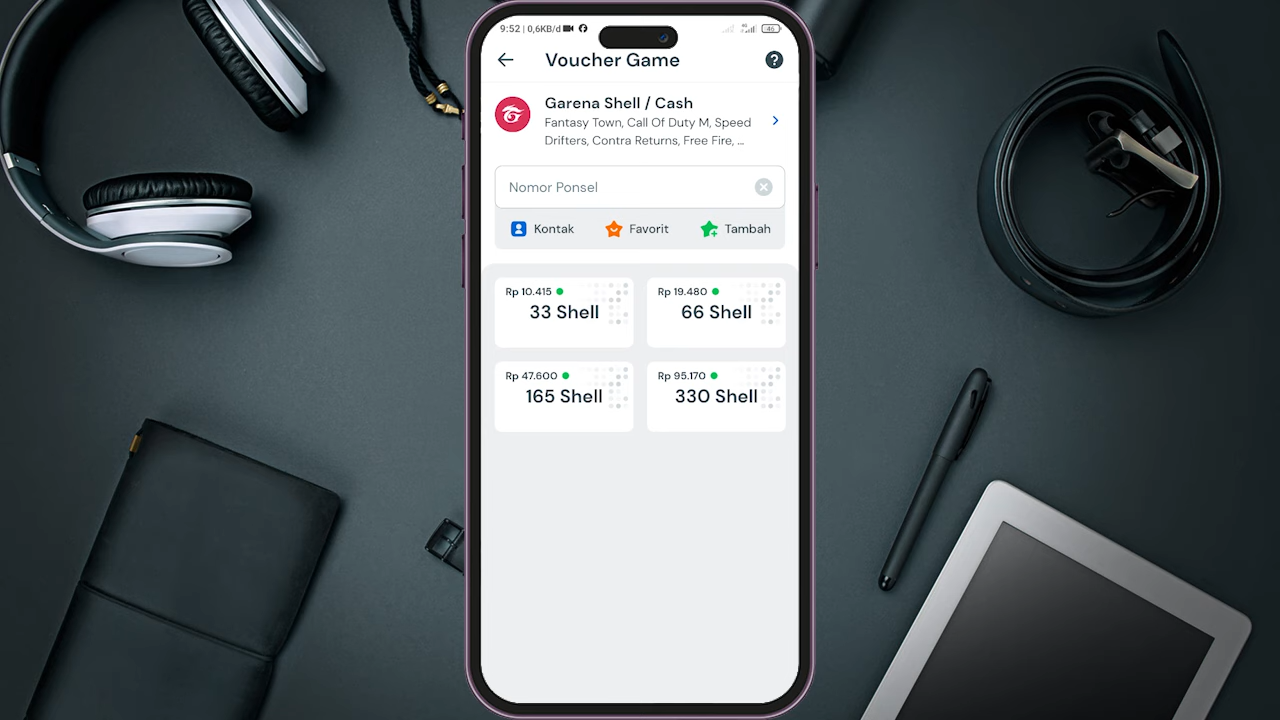 9:52 | 0,6KB/d
Voucher Game
Garena Shell / Cash
Fantasy Town, Call Of Duty M, Speed
Drifters, Contra Returns, Free Fire, ...
Nomor Ponsel
Kontak
Favorit
Tambah
Rp 10.415
33 Shell
Rp 19.480
66 Shell
Rp 47.600
165 Shell
Rp 95.170
330 Shell